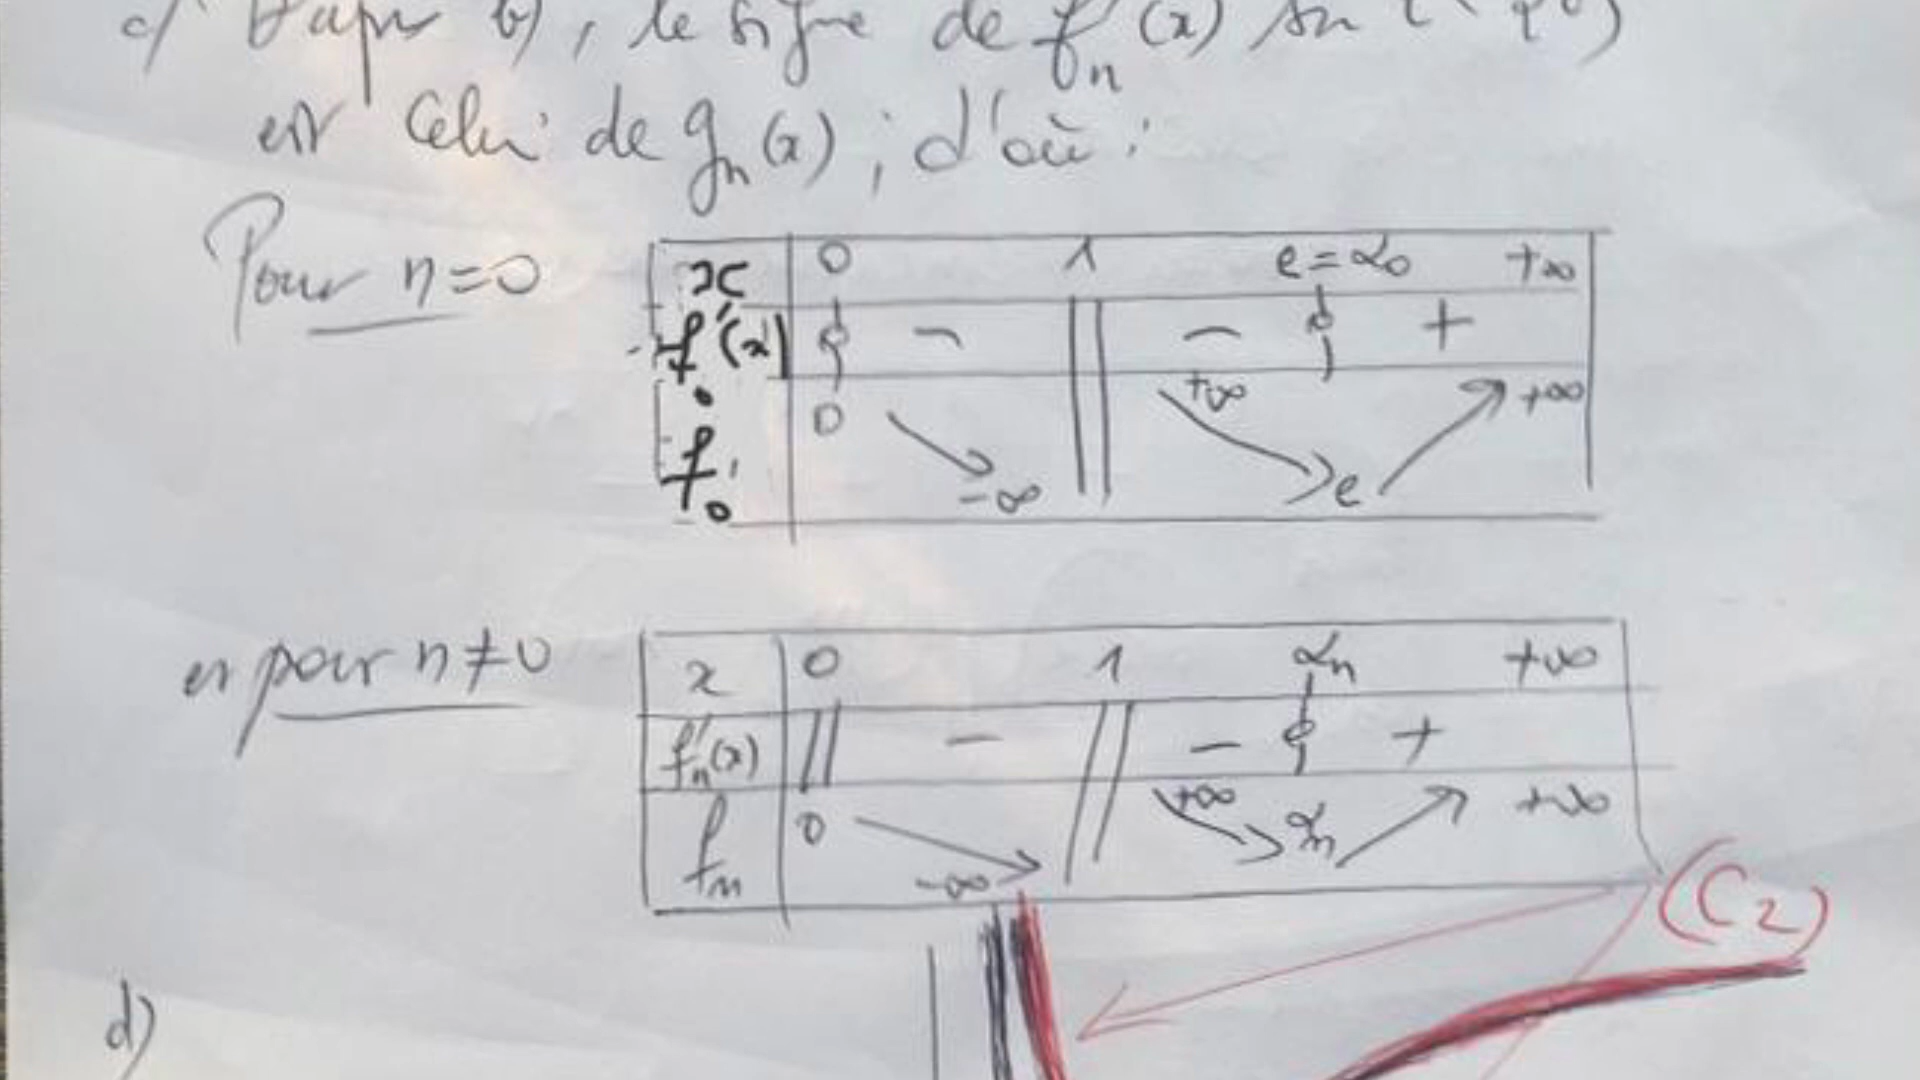 c) D'après b), le signe de f'n(x) sur
est celui de gn(x), d'où :
Pour n=0
x 0 1 e=α0 +∞
f'0(x) 0 - || - 0 +
f0 0 -∞ || +∞ e +∞
et pour n≠0
x 0 1 αn +∞
f'n(x) || - || - 0 +
fn 0 -∞ || +∞ αn +∞
(C2)
d)